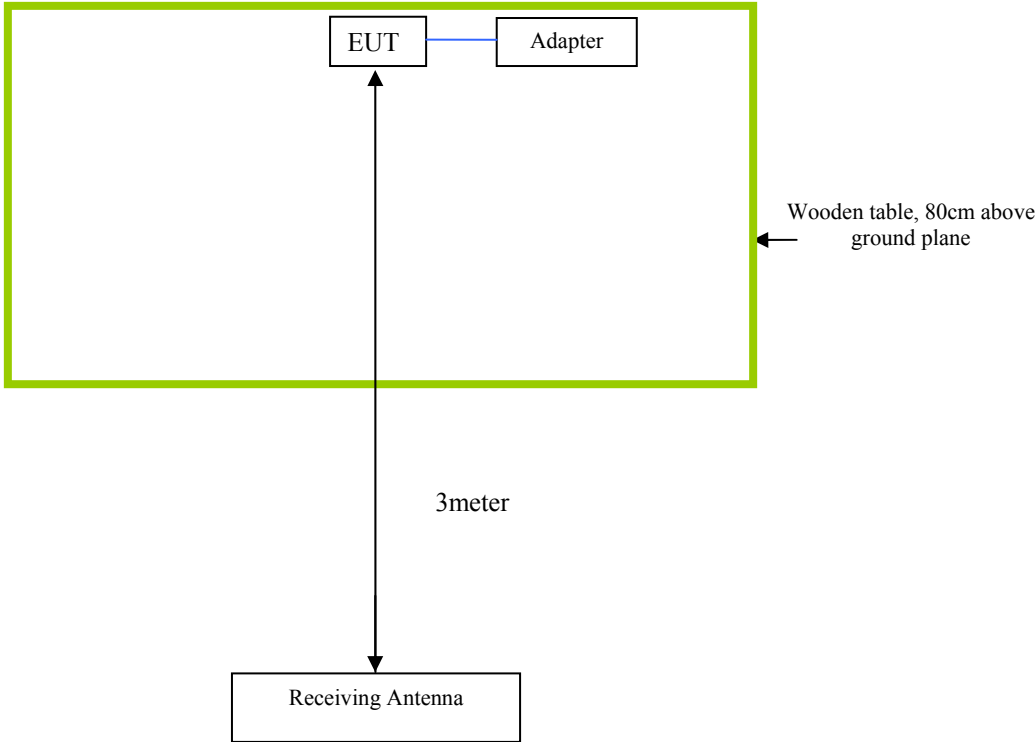 EUT
Adapter
Wooden table, 80cm above
ground plane
3meter
Receiving Antenna